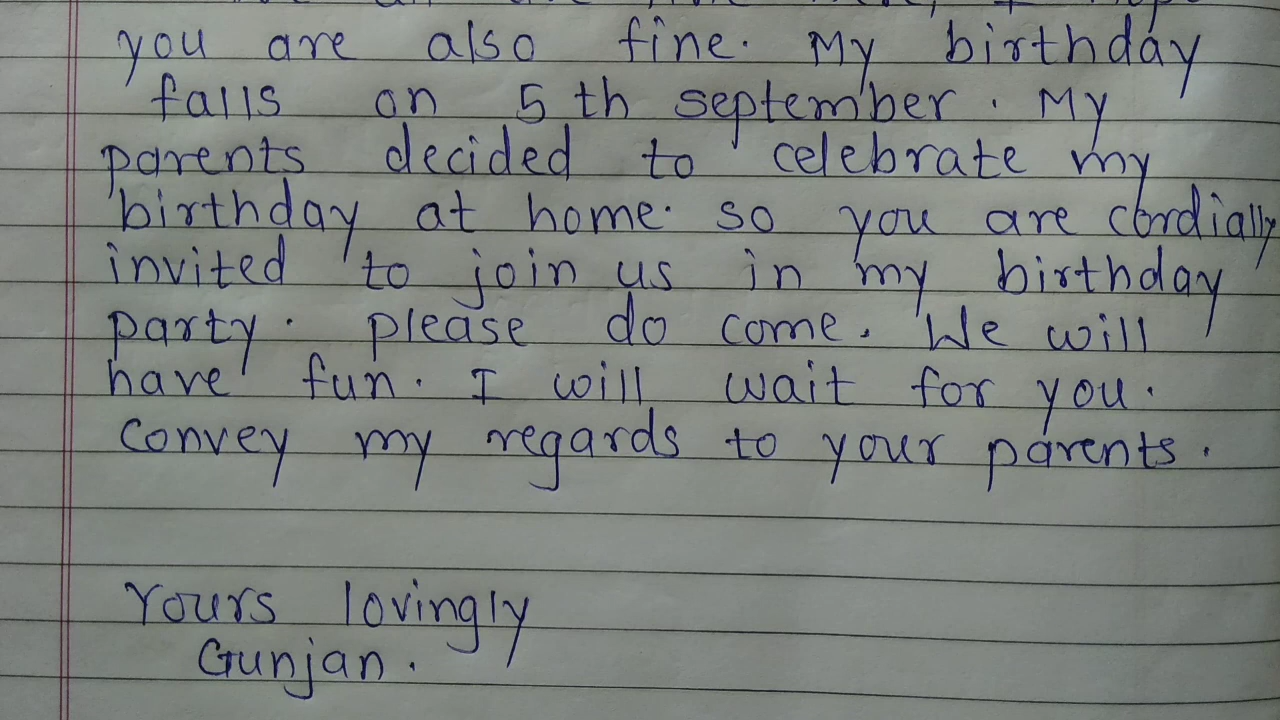 you are also fine. My birthday
falls on 5 th september. My
parents decided to celebrate my
birthday at home. so you are cordially
invited to join us in my birthday
party. please do come. We will
have fun. I will wait for you.
convey my regards to your parents.
Yours lovingly
Gunjan.